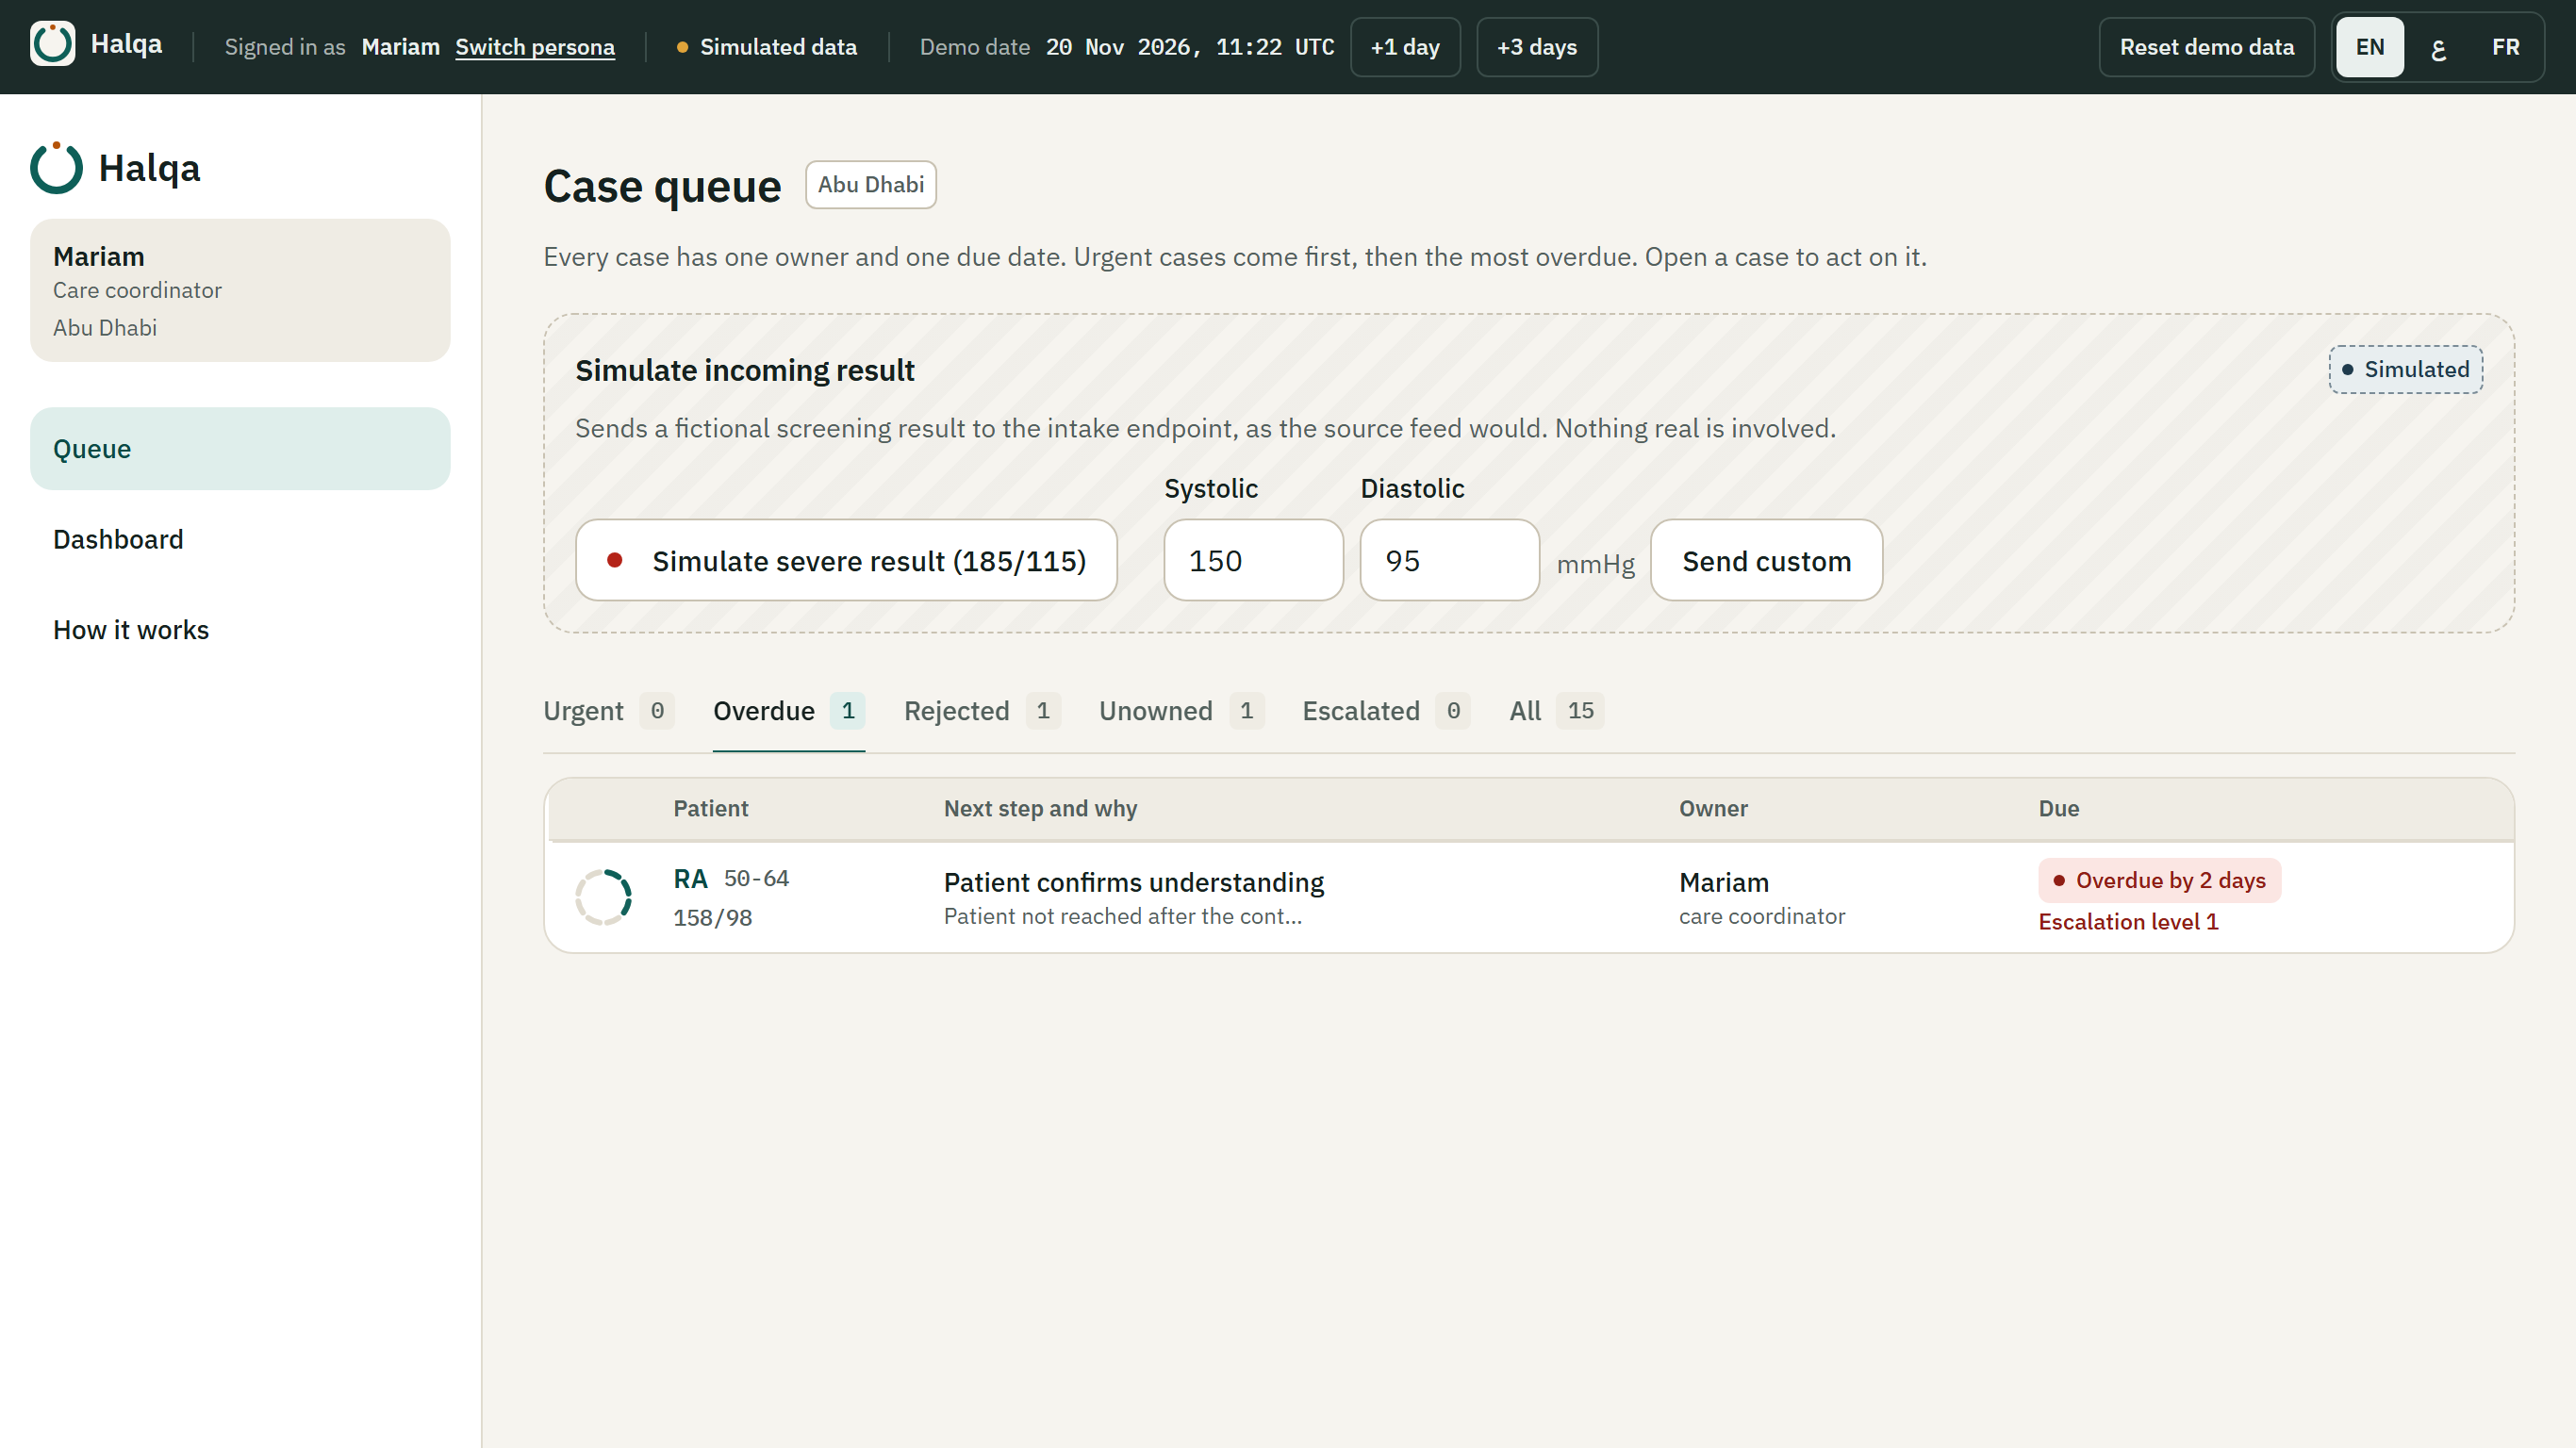 Halqa Signed in as Mariam Switch persona Simulated data Demo date 20 Nov 2026, 11:22 UTC +1 day +3 days Reset demo data EN ع FR
Halqa
Mariam
Care coordinator
Abu Dhabi
Queue
Dashboard
How it works
Case queue Abu Dhabi
Every case has one owner and one due date. Urgent cases come first, then the most overdue. Open a case to act on it.
Simulate incoming result Simulated
Sends a fictional screening result to the intake endpoint, as the source feed would. Nothing real is involved.
Systolic Diastolic
Simulate severe result (185/115) 150 95 mmHg Send custom
Urgent 0 Overdue 1 Rejected 1 Unowned 1 Escalated 0 All 15
Patient Next step and why Owner Due
RA 50-64 Patient confirms understanding Mariam Overdue by 2 days
158/98 Patient not reached after the cont... care coordinator Escalation level 1